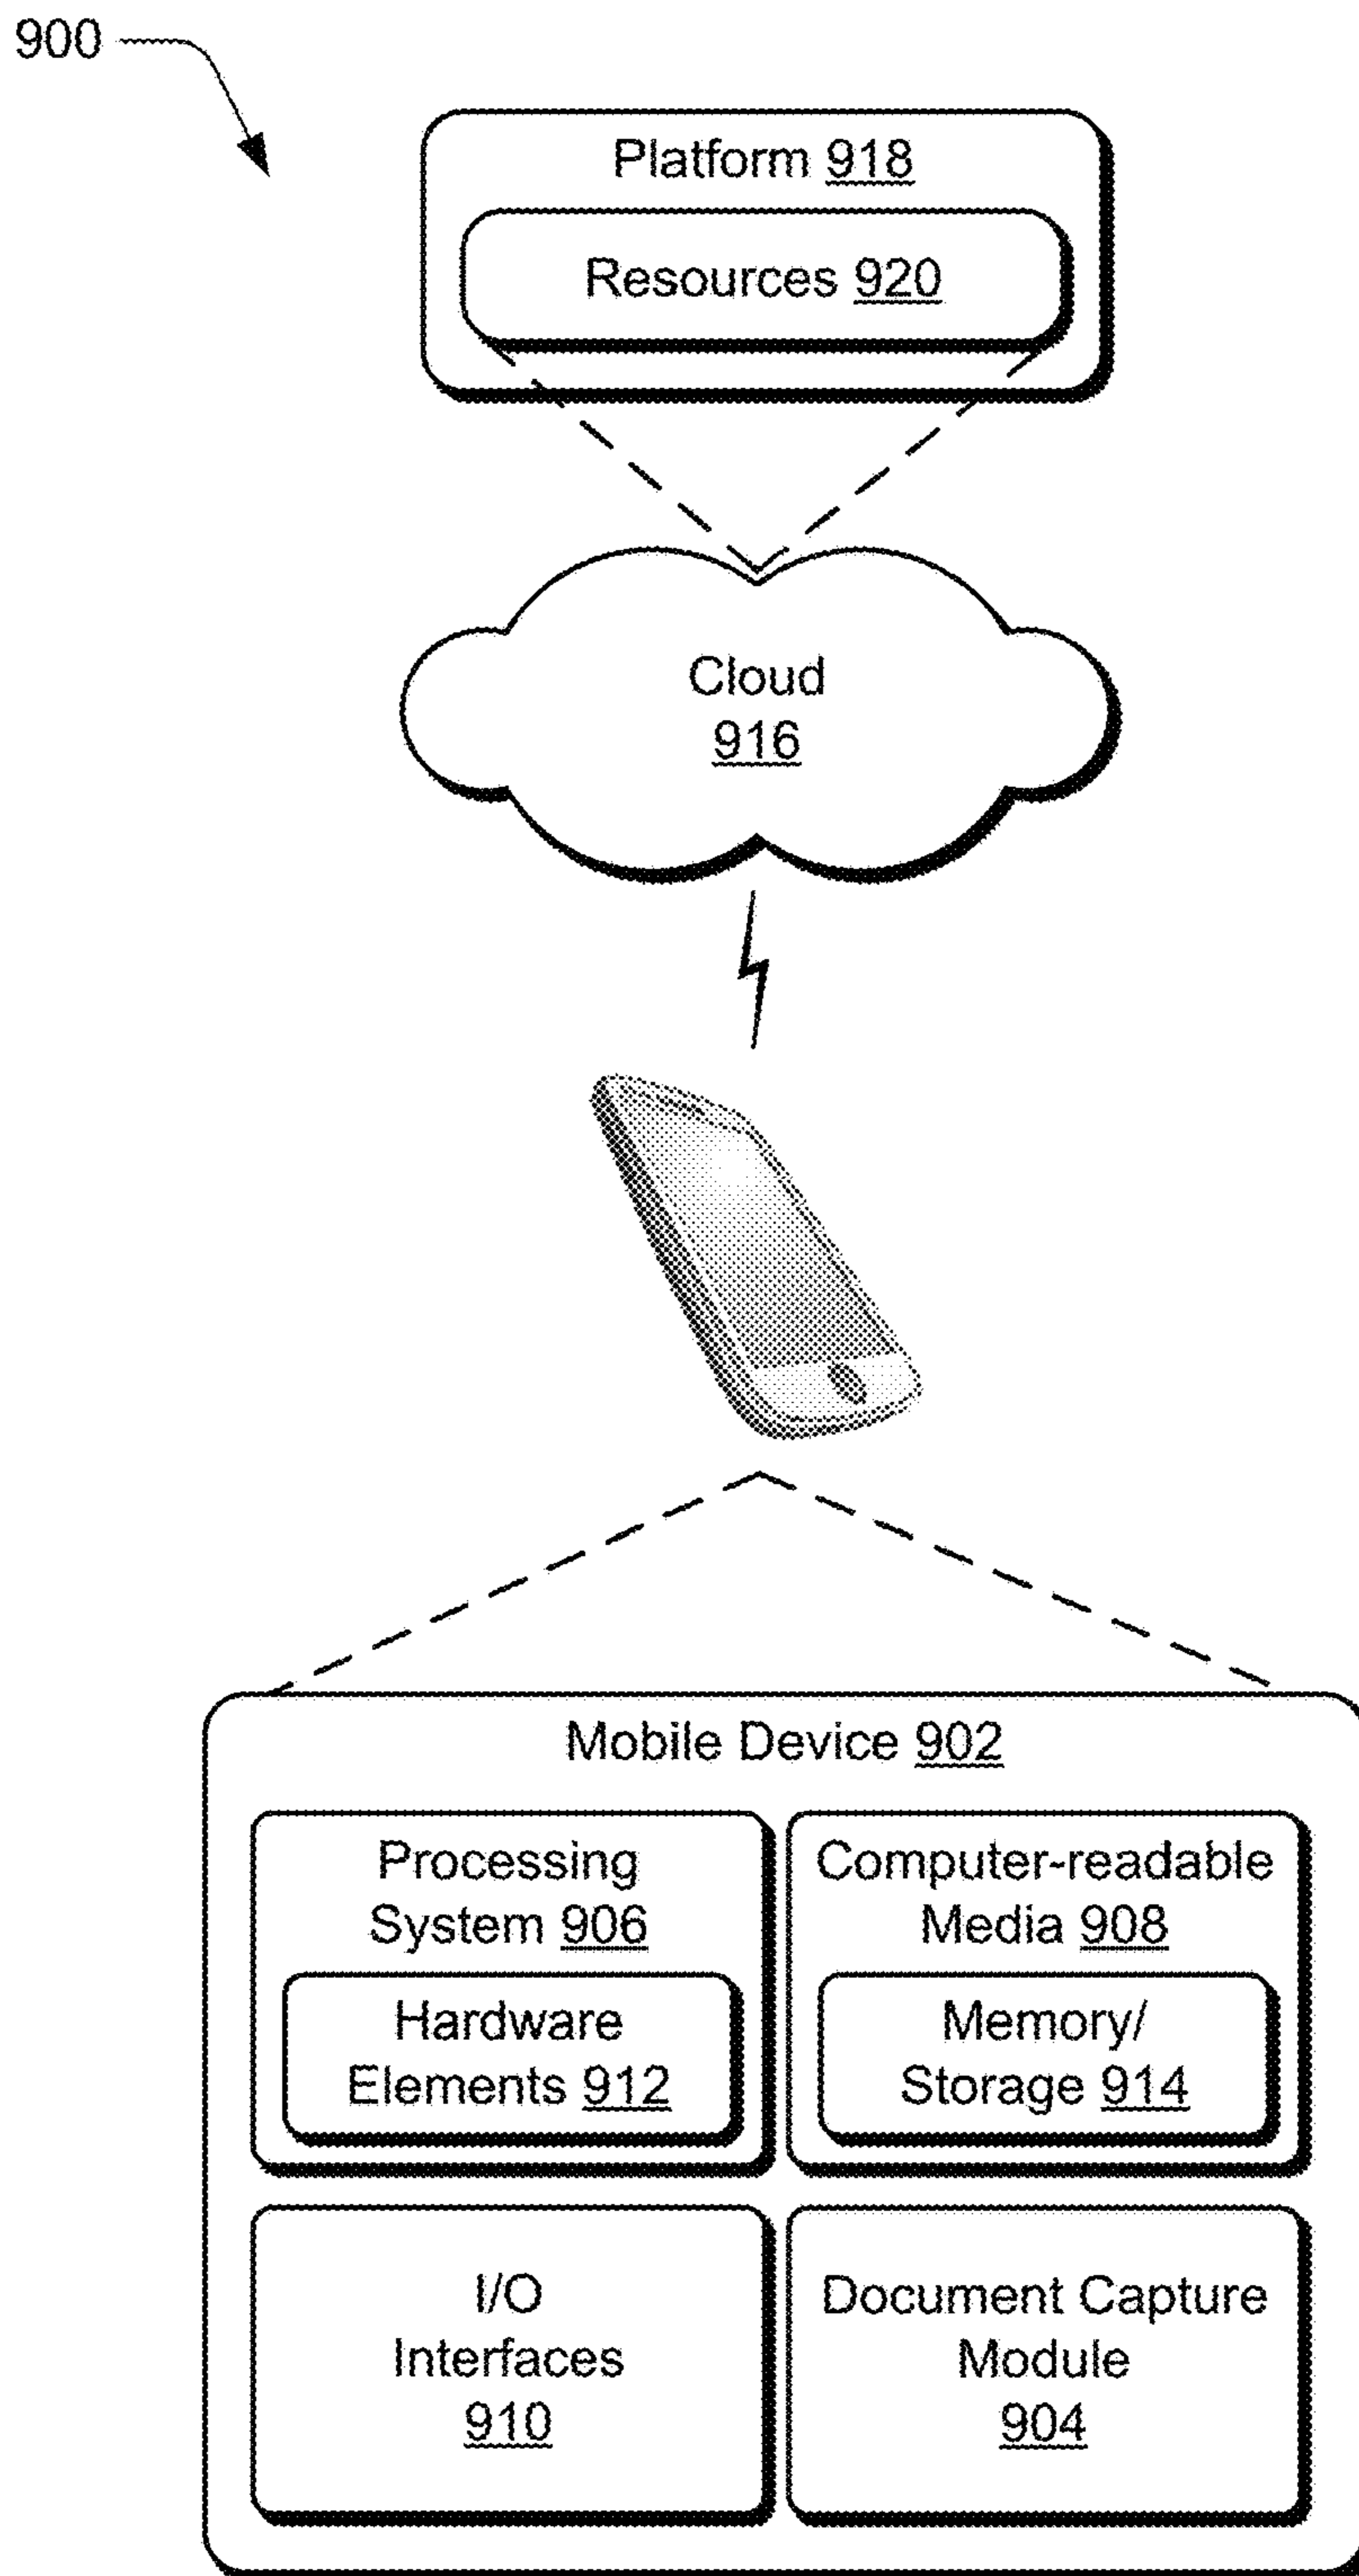 900
Platform 918
Resources 920
Cloud
916
Mobile Device 902
Processing
System 906
Hardware
Elements 912
Computer-readable
Media 908
Memory/
Storage 914
I/O
Interfaces
910
Document Capture
Module
904